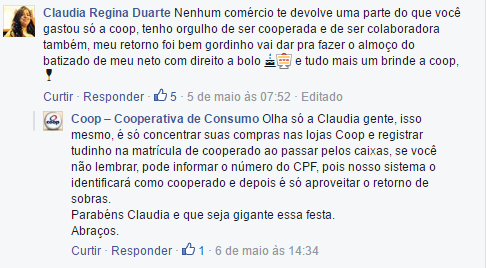 Claudia Regina Duarte Nenhum comércio te devolve uma parte do que você
gastou só a coop, tenho orgulho de ser cooperada e de ser colaboradora
também, meu retorno foi bem gordinho vai dar pra fazer o almoço do
batizado de meu neto com direito a bolo e tudo mais um brinde a coop,
Curtir · Responder · 5 · 5 de maio às 07:52 · Editado
coop
Coop – Cooperativa de Consumo Olha só a Claudia gente, isso
mesmo, é só concentrar suas compras nas lojas Coop e registrar
tudinho na matrícula de cooperado ao passar pelos caixas, se você
não lembrar, pode informar o número do CPF, pois nosso sistema o
identificará como cooperado e depois é só aproveitar o retorno de
sobras.
Parabéns Claudia e que seja gigante essa festa.
Abraços.
Curtir · Responder · 1 · 6 de maio às 14:34